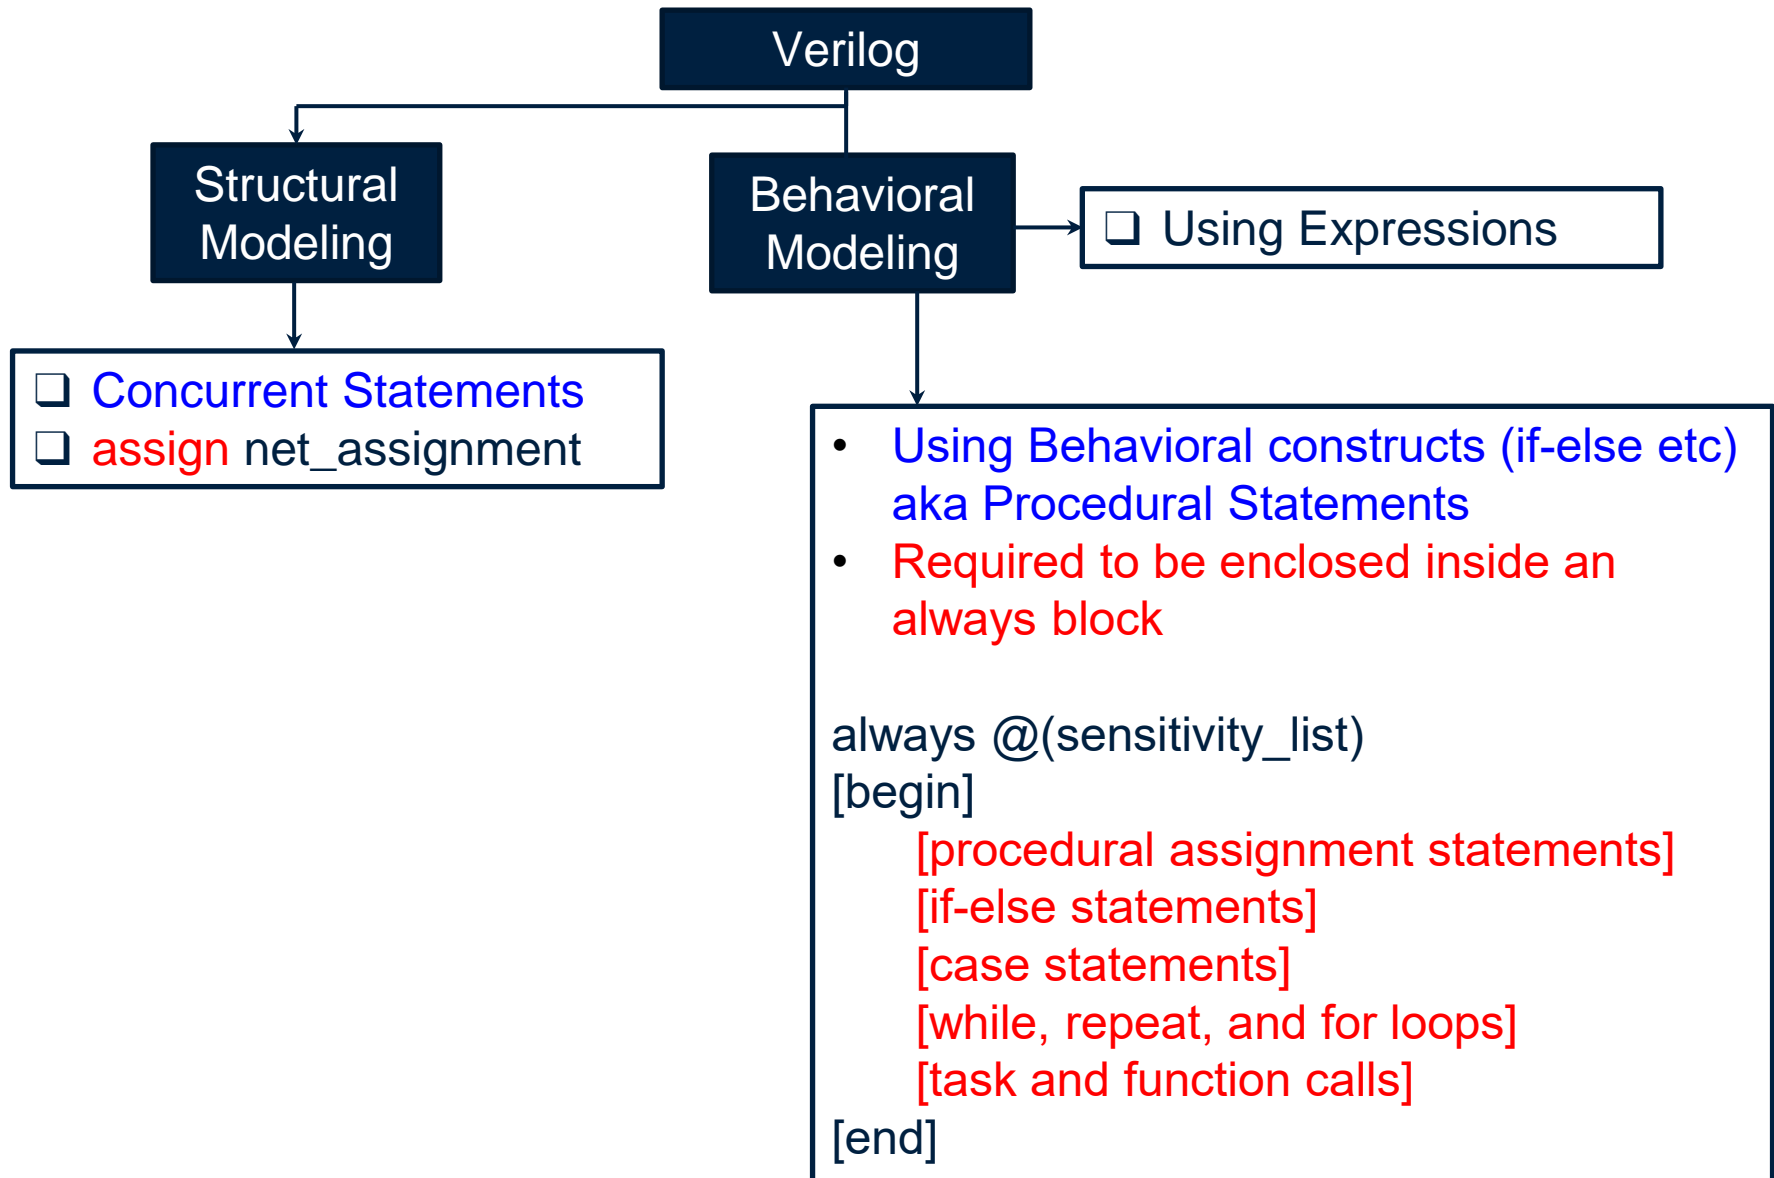 Verilog
Structural
Modeling
Behavioral
Modeling
❑ Using Expressions
❑ Concurrent Statements
❑ assign net_assignment
• Using Behavioral constructs (if-else etc)
aka Procedural Statements
• Required to be enclosed inside an
always block
always @(sensitivity_list)
[begin]
[procedural assignment statements]
[if-else statements]
[case statements]
[while, repeat, and for loops]
[task and function calls]
[end]